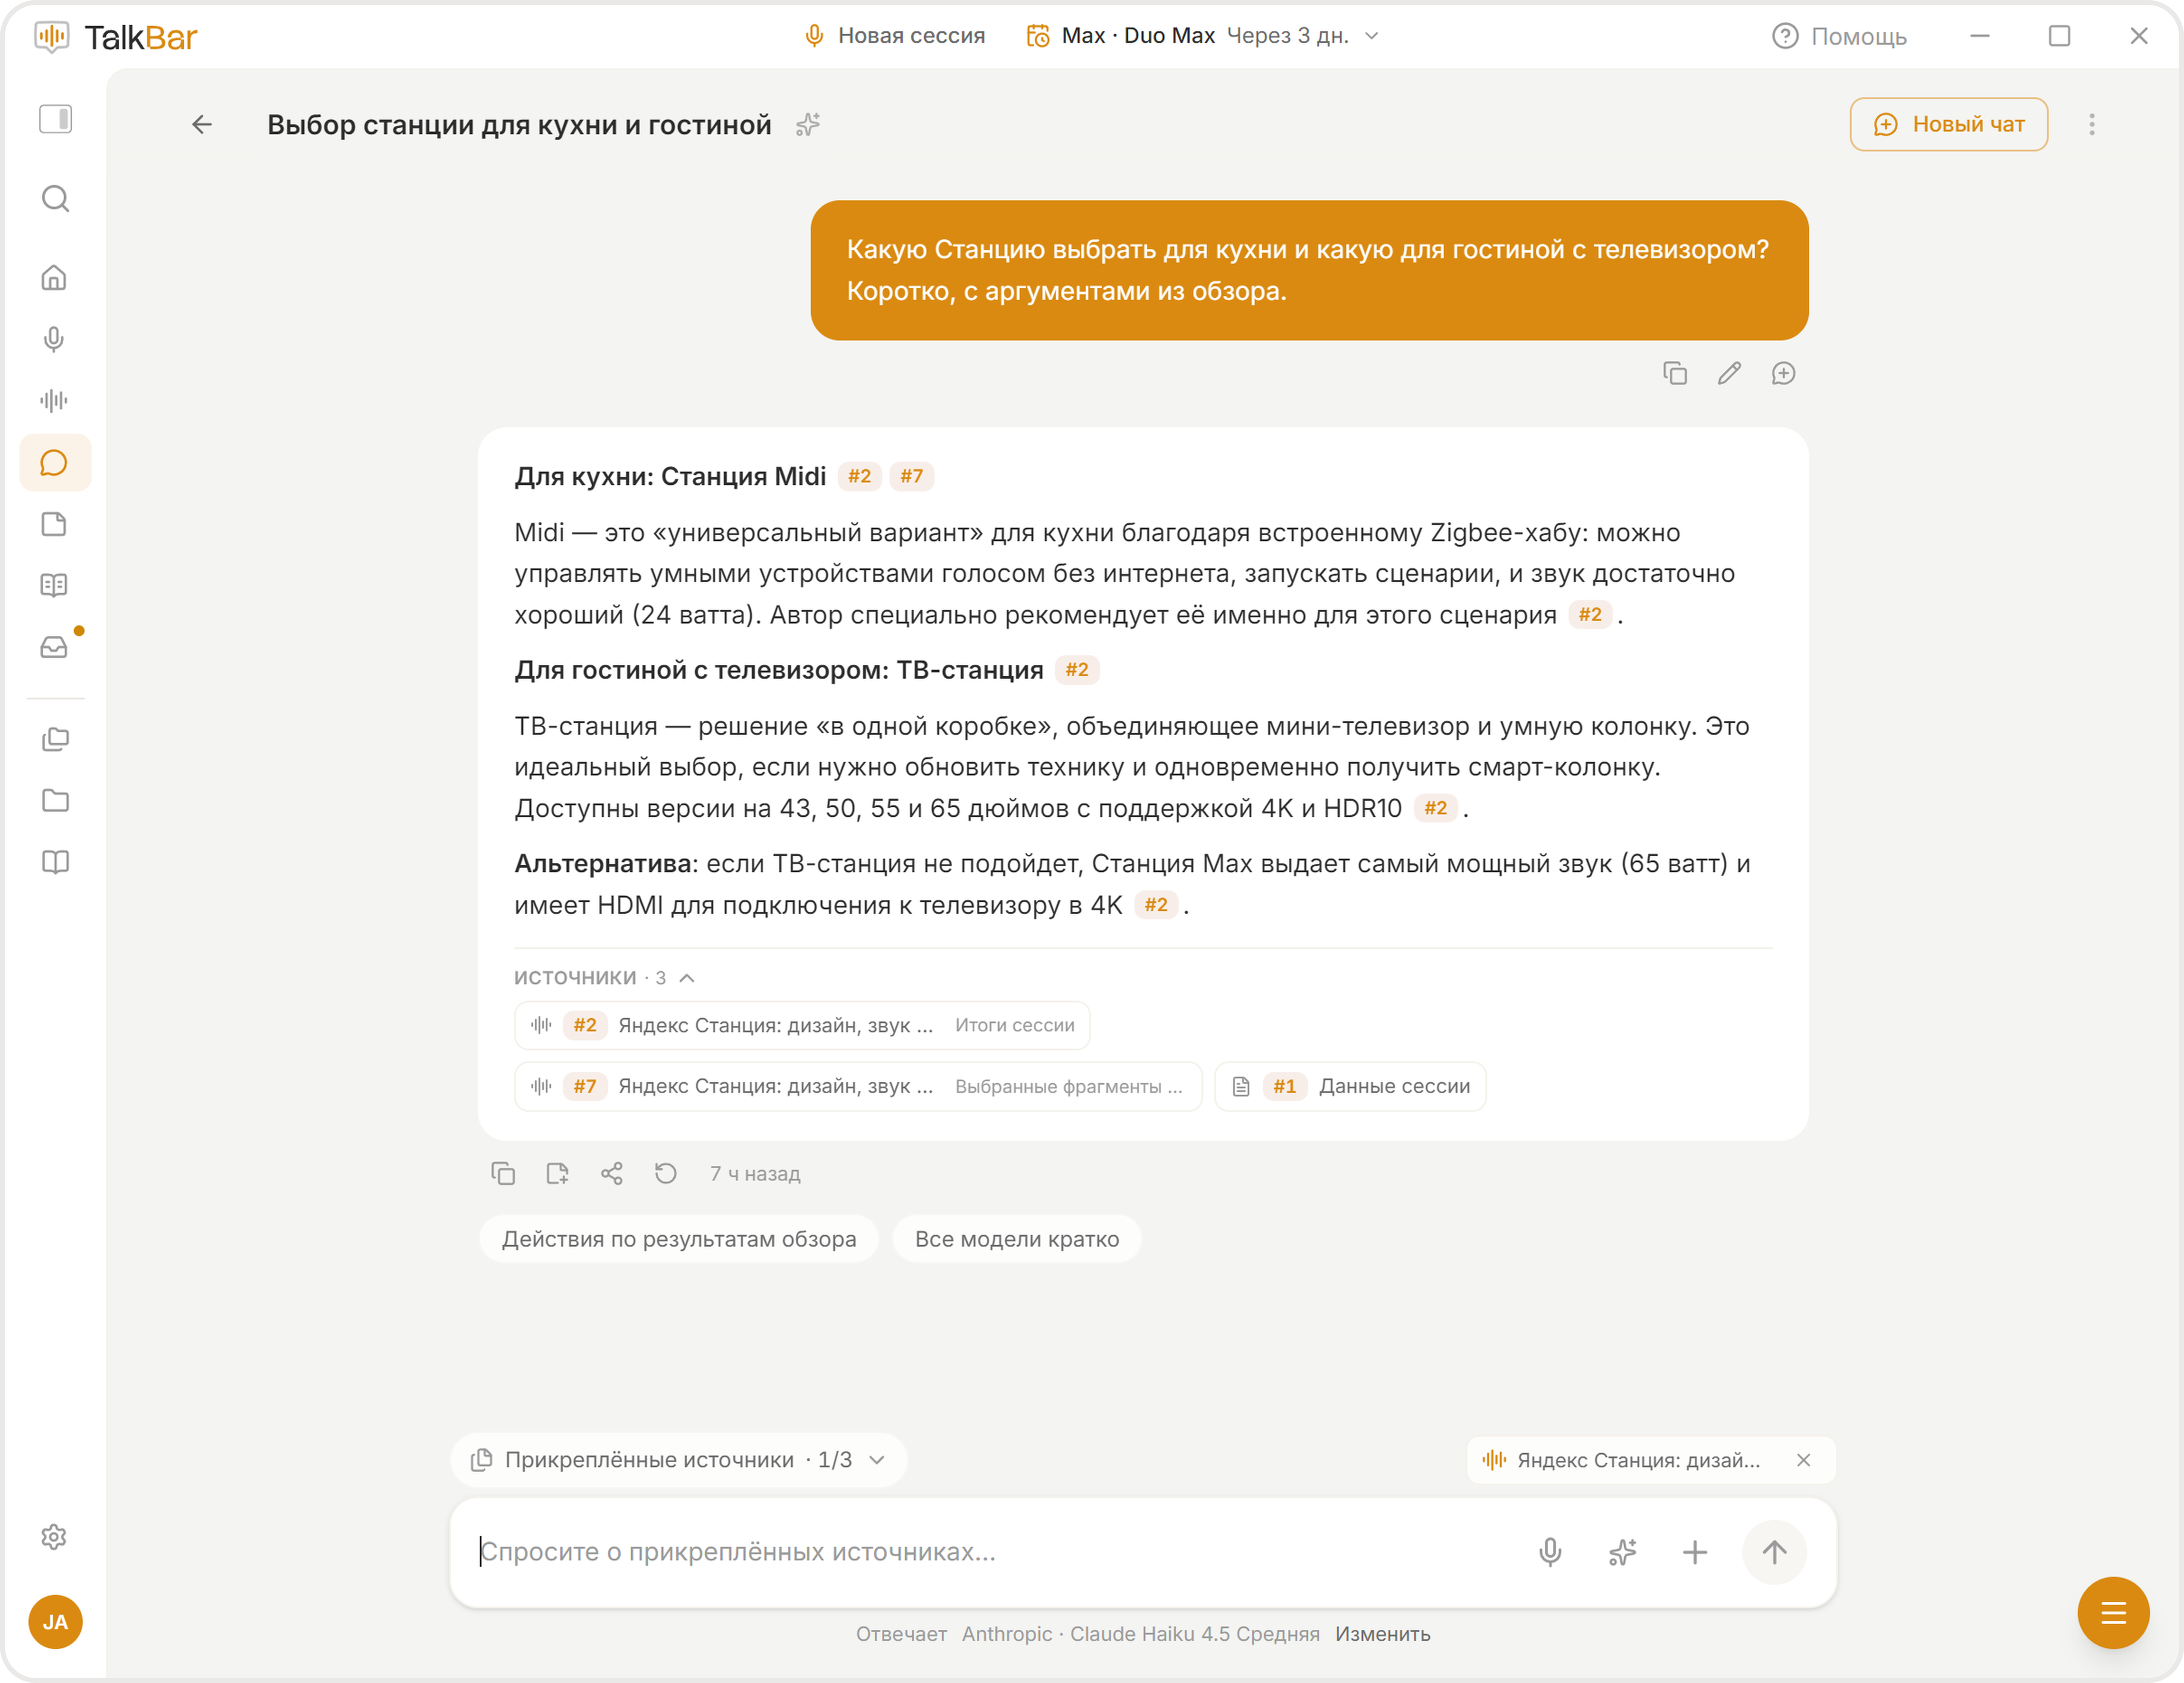 TalkBar
Новая сессия
Max · Duo Max Через 3 дн.
Помощь
Выбор станции для кухни и гостиной
Новый чат
Какую Станцию выбрать для кухни и какую для гостиной с телевизором?
Коротко, с аргументами из обзора.
Для кухни: Станция Midi #2 #7
Midi — это «универсальный вариант» для кухни благодаря встроенному Zigbee-хабу: можно
управлять умными устройствами голосом без интернета, запускать сценарии, и звук достаточно
хороший (24 ватта). Автор специально рекомендует её именно для этого сценария #2 .
Для гостиной с телевизором: ТВ-станция #2
ТВ-станция — решение «в одной коробке», объединяющее мини-телевизор и умную колонку. Это
идеальный выбор, если нужно обновить технику и одновременно получить смарт-колонку.
Доступны версии на 43, 50, 55 и 65 дюймов с поддержкой 4K и HDR10 #2 .
Альтернатива: если ТВ-станция не подойдет, Станция Max выдает самый мощный звук (65 ватт) и
имеет HDMI для подключения к телевизору в 4K #2 .
ИСТОЧНИКИ · 3
#2 Яндекс Станция: дизайн, звук ... Итоги сессии
#7 Яндекс Станция: дизайн, звук ... Выбранные фрагменты ...
#1 Данные сессии
7 ч назад
Действия по результатам обзора
Все модели кратко
Прикреплённые источники · 1/3
Яндекс Станция: дизай...
Спросите о прикреплённых источниках...
JA
Отвечает Anthropic · Claude Haiku 4.5 Средняя Изменить